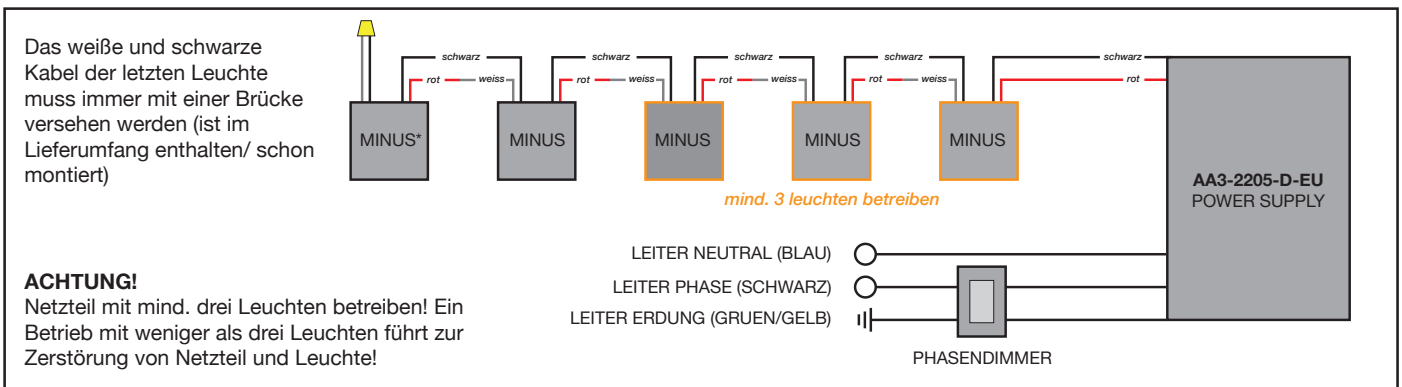 Das weiße und schwarze
Kabel der letzten Leuchte
muss immer mit einer Brücke
versehen werden (ist im
Lieferumfang enthalten/ schon
montiert)
schwarz schwarz schwarz schwarz schwarz
rot weiss rot weiss rot weiss rot weiss rot
MINUS* MINUS MINUS MINUS MINUS
mind. 3 leuchten betreiben
AA3-2205-D-EU
POWER SUPPLY
LEITER NEUTRAL (BLAU)
LEITER PHASE (SCHWARZ)
LEITER ERDUNG (GRUEN/GELB)
PHASENDIMMER
ACHTUNG!
Netzteil mit mind. drei Leuchten betreiben! Ein
Betrieb mit weniger als drei Leuchten führt zur
Zerstörung von Netzteil und Leuchte!